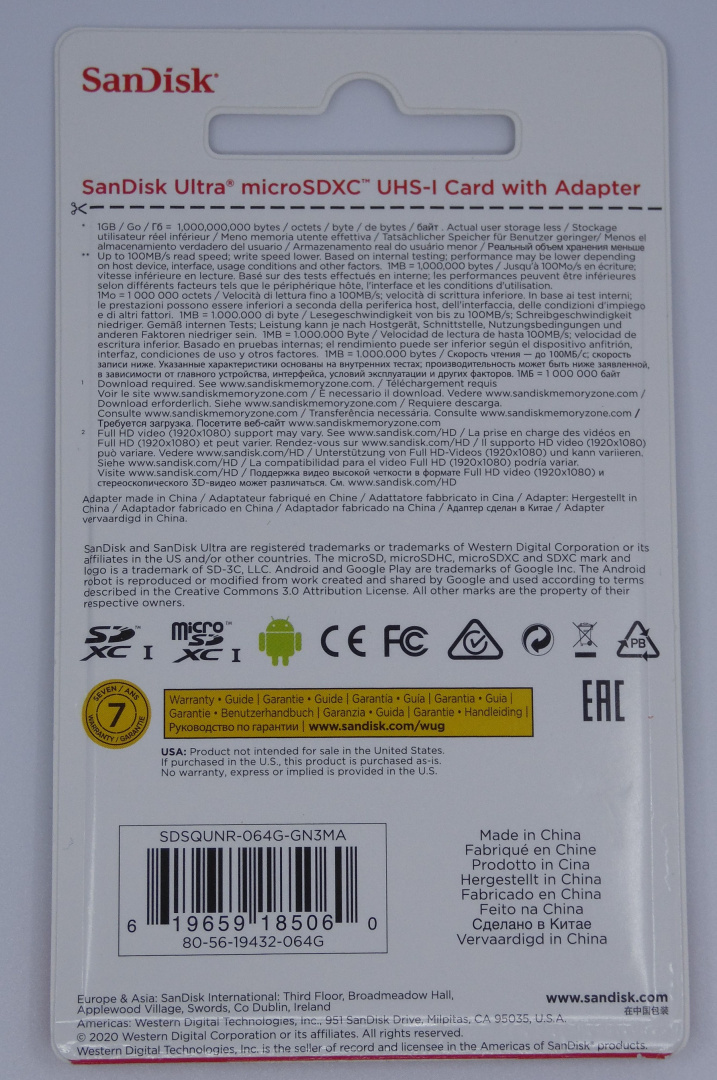 SanDisk®
SanDisk Ultra® microSDXC™ UHS-I Card with Adapter
* 1GB / Go / Гб = 1,000,000,000 bytes / octets / byte / de bytes / байт . Actual user storage less / Stockage
utilisateur réel inférieur / Meno memoria utente effettiva / Tatsächlicher Speicher für Benutzer geringer/ Menos el
almacenamiento verdadero del usuario / Armazenamento real do usuário menor / Реальный объем хранения меньше
** Up to 100MB/s read speed; write speed lower. Based on internal testing; performance may be lower depending
on host device, interface, usage conditions and other factors. 1MB = 1,000,000 bytes / Jusqu'à 100Mo/s en écriture;
vitesse inférieure en lecture. Basé sur des tests effectués en interne; les performances peuvent être inférieures
selon différents facteurs tels que le périphérique hôte, l'interface et les conditions d'utilisation.
1Mo = 1 000 000 octets / Velocità di lettura fino a 100MB/s; velocità di scrittura inferiore. In base ai test interni;
le prestazioni possono essere inferiori a seconda della periferica host, dell'interfaccia, delle condizioni d'impiego
e di altri fattori. 1MB = 1.000.000 di byte / Lesegeschwindigkeit von bis zu 100MB/s; Schreibgeschwindigkeit
niedriger. Gemäß internen Tests; Leistung kann je nach Hostgerät, Schnittstelle, Nutzungsbedingungen und
anderen Faktoren niedriger sein. 1MB = 1.000.000 Byte / Velocidad de lectura de hasta 100MB/s; velocidad de
escritura inferior. Basado en pruebas internas; el rendimiento puede ser inferior según el dispositivo anfitrión,
interfaz, condiciones de uso y otros factores. 1MB = 1.000.000 bytes / Скорость чтения — до 100МБ/с; скорость
записи ниже. Указанные характеристики основаны на внутренних тестах; производительность может быть ниже заявленной,
в зависимости от главного устройства, интерфейса, условий эксплуатации и других факторов. 1МБ = 1 000 000 байт
1 Download required. See www.sandiskmemoryzone.com. / Téléchargement requis
Voir le site www.sandiskmemoryzone.com / È necessario il download. Vedere www.sandiskmemoryzone.com /
Download erforderlich. Siehe www.sandiskmemoryzone.com / Requiere descarga.
Consulte www.sandiskmemoryzone.com / Transferência necessária. Consulte www.sandiskmemoryzone.com /
Требуется загрузка. Посетите веб-сайт www.sandiskmemoryzone.com
2 Full HD video (1920x1080) support may vary. See www.sandisk.com/HD / La prise en charge des vidéos en
Full HD (1920x1080) et peut varier. Rendez-vous sur www.sandisk.com/HD / Il supporto HD video (1920x1080)
può variare. Vedere www.sandisk.com/HD / Unterstützung von Full HD-Videos (1920x1080) und kann variieren.
Siehe www.sandisk.com/HD / La compatibilidad para el video Full HD (1920x1080) podría variar.
Visite www.sandisk.com/HD / Поддержка видео высокой четкости в формате Full HD video (1920x1080) и
стереоскопического 3D-видео может различаться. См. www.sandisk.com/HD
Adapter made in China / Adaptateur fabriqué en Chine / Adattatore fabbricato in Cina / Adapter: Hergestellt in
China / Adaptador fabricado en China / Adaptador fabricado na China / Адаптер сделан в Китае / Adapter
vervaardigd in China.
SanDisk and SanDisk Ultra are registered trademarks or trademarks of Western Digital Corporation or its
affiliates in the US and/or other countries. The microSD, microSDHC, microSDXC and SDXC mark and
logo is a trademark of SD-3C, LLC. Android and Google Play are trademarks of Google Inc. The Android
robot is reproduced or modified from work created and shared by Google and used according to terms
described in the Creative Commons 3.0 Attribution License. All other marks are the property of their
respective owners.
SD XC I ™ micro SD XC I ™ CE FC PB
SEVEN / ANS
7
WARRANTY / GARANTIE
Warranty • Guide | Garantie • Guide | Garantía • Guía | Garantia • Guia |
Garantie • Benutzerhandbuch | Garanzia • Guida | Garantie • Handleiding |
Руководство по гарантии | www.sandisk.com/wug
EAC
USA: Product not intended for sale in the United States.
If purchased in the U.S., this product is purchased as-is.
No warranty, express or implied is provided in the U.S.
SDSQUNR-064G-GN3MA
6 19659 18506 0
80-56-19432-064G
Made in China
Fabriqué en Chine
Prodotto in Cina
Hergestellt in China
Fabricado en China
Feito na China
Сделано в Китае
Vervaardigd in China
Europe & Asia: SanDisk International: Third Floor, Broadmeadow Hall,
Applewood Village, Swords, Co Dublin, Ireland
www.sandisk.com
在中国包装
Americas: Western Digital Technologies, Inc., 951 SanDisk Drive, Milpitas, CA 95035, U.S.A.
© 2020 Western Digital Corporation or its affiliates. All rights reserved.
Western Digital Technologies, Inc. is the seller of record and licensee in the Americas of SanDisk® products.